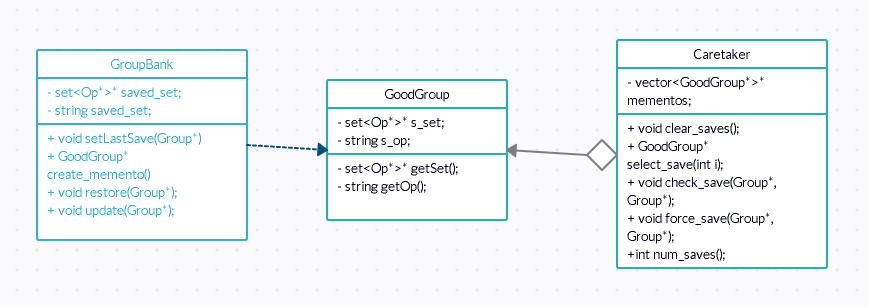 GroupBank
- set<Op*>* saved_set;
- string saved_set;
+ void setLastSave(Group*)
+ GoodGroup*
create_memento()
+ void restore(Group*);
+ void update(Group*);
GoodGroup
- set<Op*>* s_set;
- string s_op;
- set<Op*>* getSet();
- string getOp();
Caretaker
- vector<GoodGroup*>*
mementos;
+ void clear_saves();
+ GoodGroup*
select_save(int i);
+ void check_save(Group*,
Group*);
+ void force_save(Group*,
Group*);
+int num_saves();